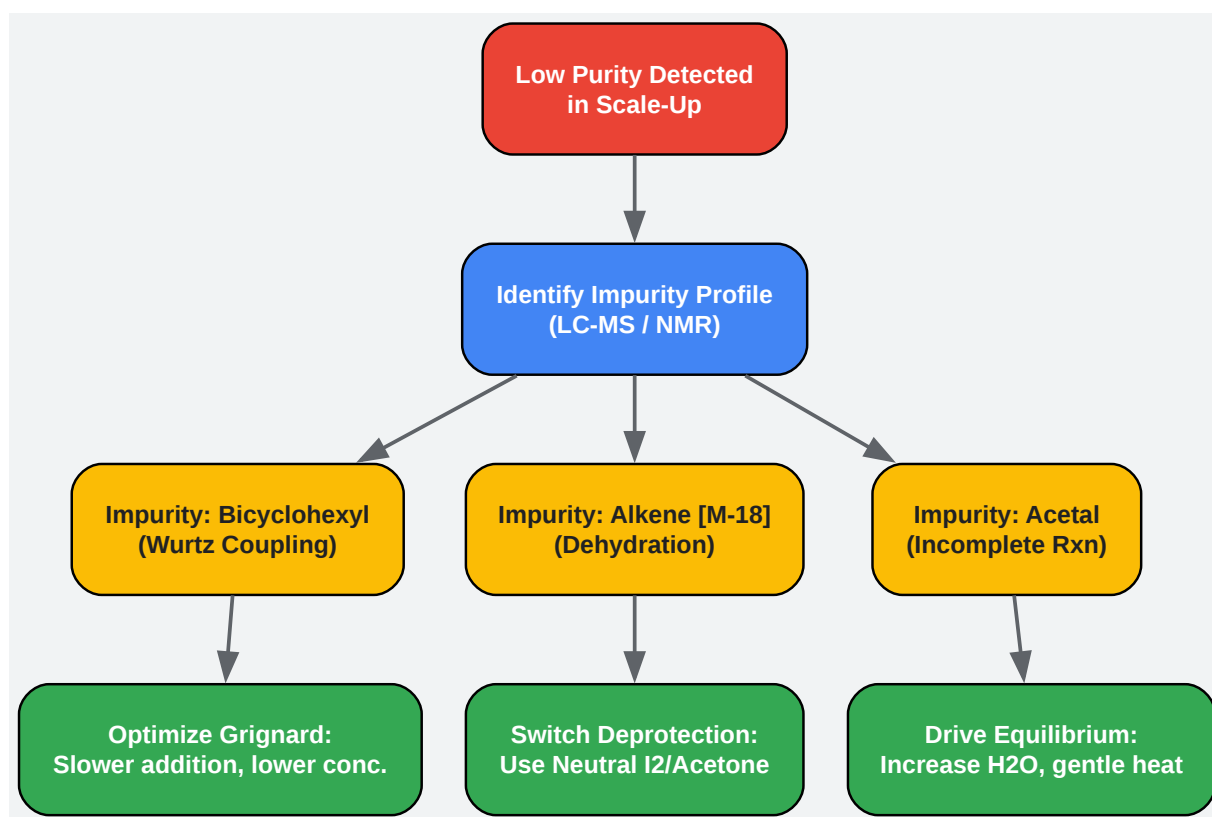 Low Purity Detected
in Scale-Up
Identify Impurity Profile
(LC-MS / NMR)
Impurity: Bicyclohexyl
(Wurtz Coupling)
Impurity: Alkene [M-18]
(Dehydration)
Impurity: Acetal
(Incomplete Rxn)
Optimize Grignard:
Slower addition, lower conc.
Switch Deprotection:
Use Neutral I2/Acetone
Drive Equilibrium:
Increase H2O, gentle heat